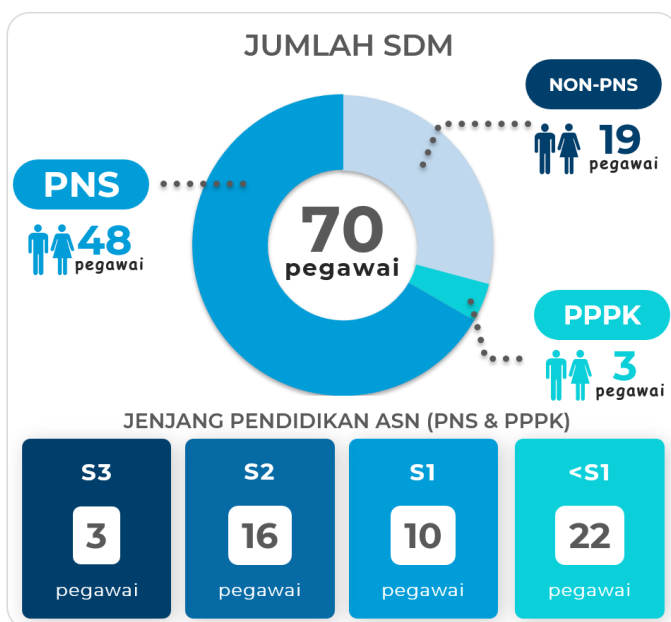 JUMLAH SDM
NON-PNS
19
pegawai
PNS
48
pegawai
70
pegawai
PPPK
3
pegawai
JENJANG PENDIDIKAN ASN (PNS & PPPK)
S3
3
pegawai
S2
16
pegawai
S1
10
pegawai
<S1
22
pegawai